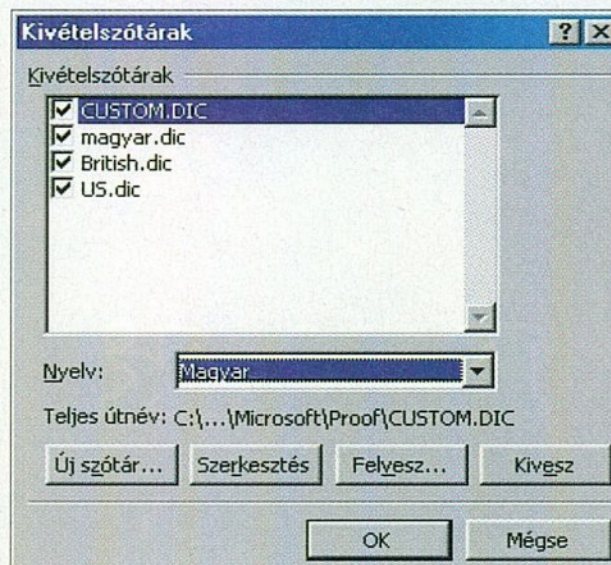 Kivételszótárak
Kivételszótárak
CUSTOM.DIC
magyar.dic
British.dic
US.dic
Nyelv: Magyar
Teljes útnév: C:\...\Microsoft\Proof\CUSTOM.DIC
Új szótár... Szerkesztés Felvesz... Kivesz
OK Mégse